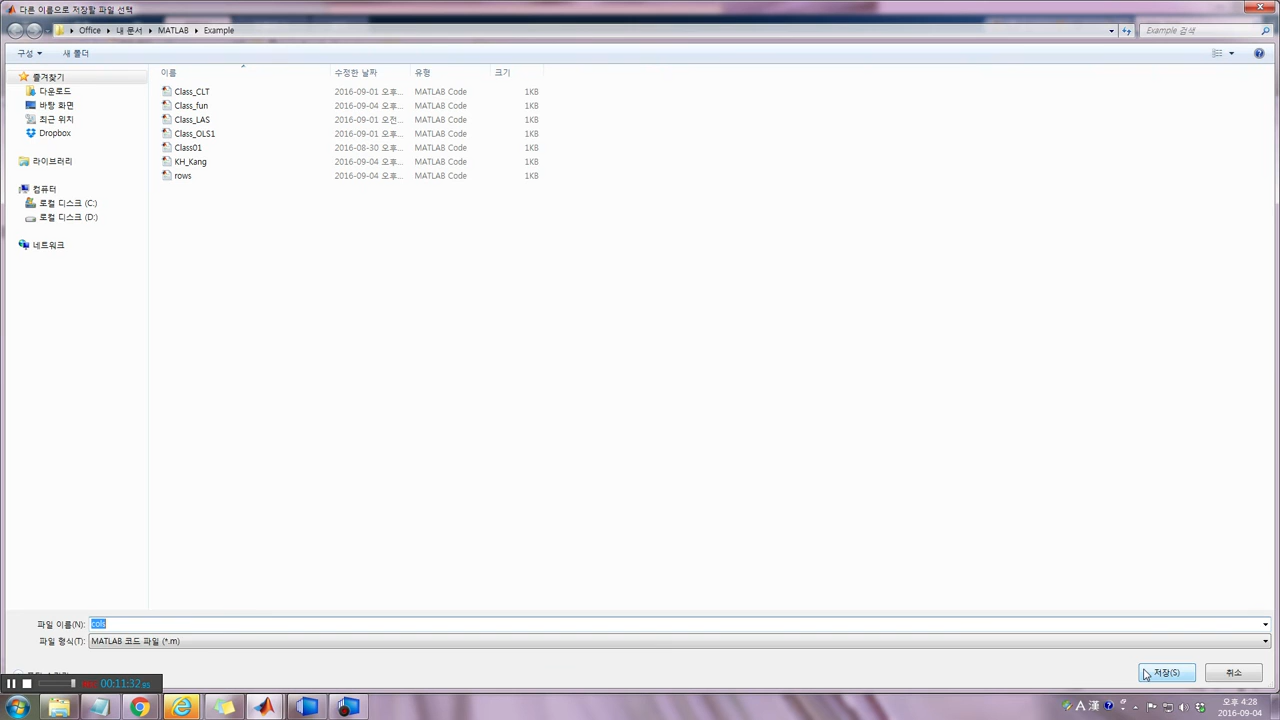 다른 이름으로 저장할 파일 선택
Office 내 문서 MATLAB Example
Example 검색
구성 새 폴더
이름 수정한 날짜 유형 크기
즐겨찾기
다운로드
바탕 화면
최근 위치
Dropbox
라이브러리
컴퓨터
로컬 디스크 (C:)
로컬 디스크 (D:)
네트워크
Class_CLT 2016-09-01 오후... MATLAB Code 1KB
Class_fun 2016-09-04 오후... MATLAB Code 1KB
Class_LAS 2016-09-01 오전... MATLAB Code 1KB
Class_OLS1 2016-09-01 오후... MATLAB Code 1KB
Class01 2016-08-30 오후... MATLAB Code 1KB
KH_Kang 2016-09-04 오후... MATLAB Code 1KB
rows 2016-09-04 오후... MATLAB Code 1KB
파일 이름(N): cols
파일 형식(T): MATLAB 코드 파일 (*.m)
저장(S) 취소
00:11:32
A 漢
오후 4:28
2016-09-04